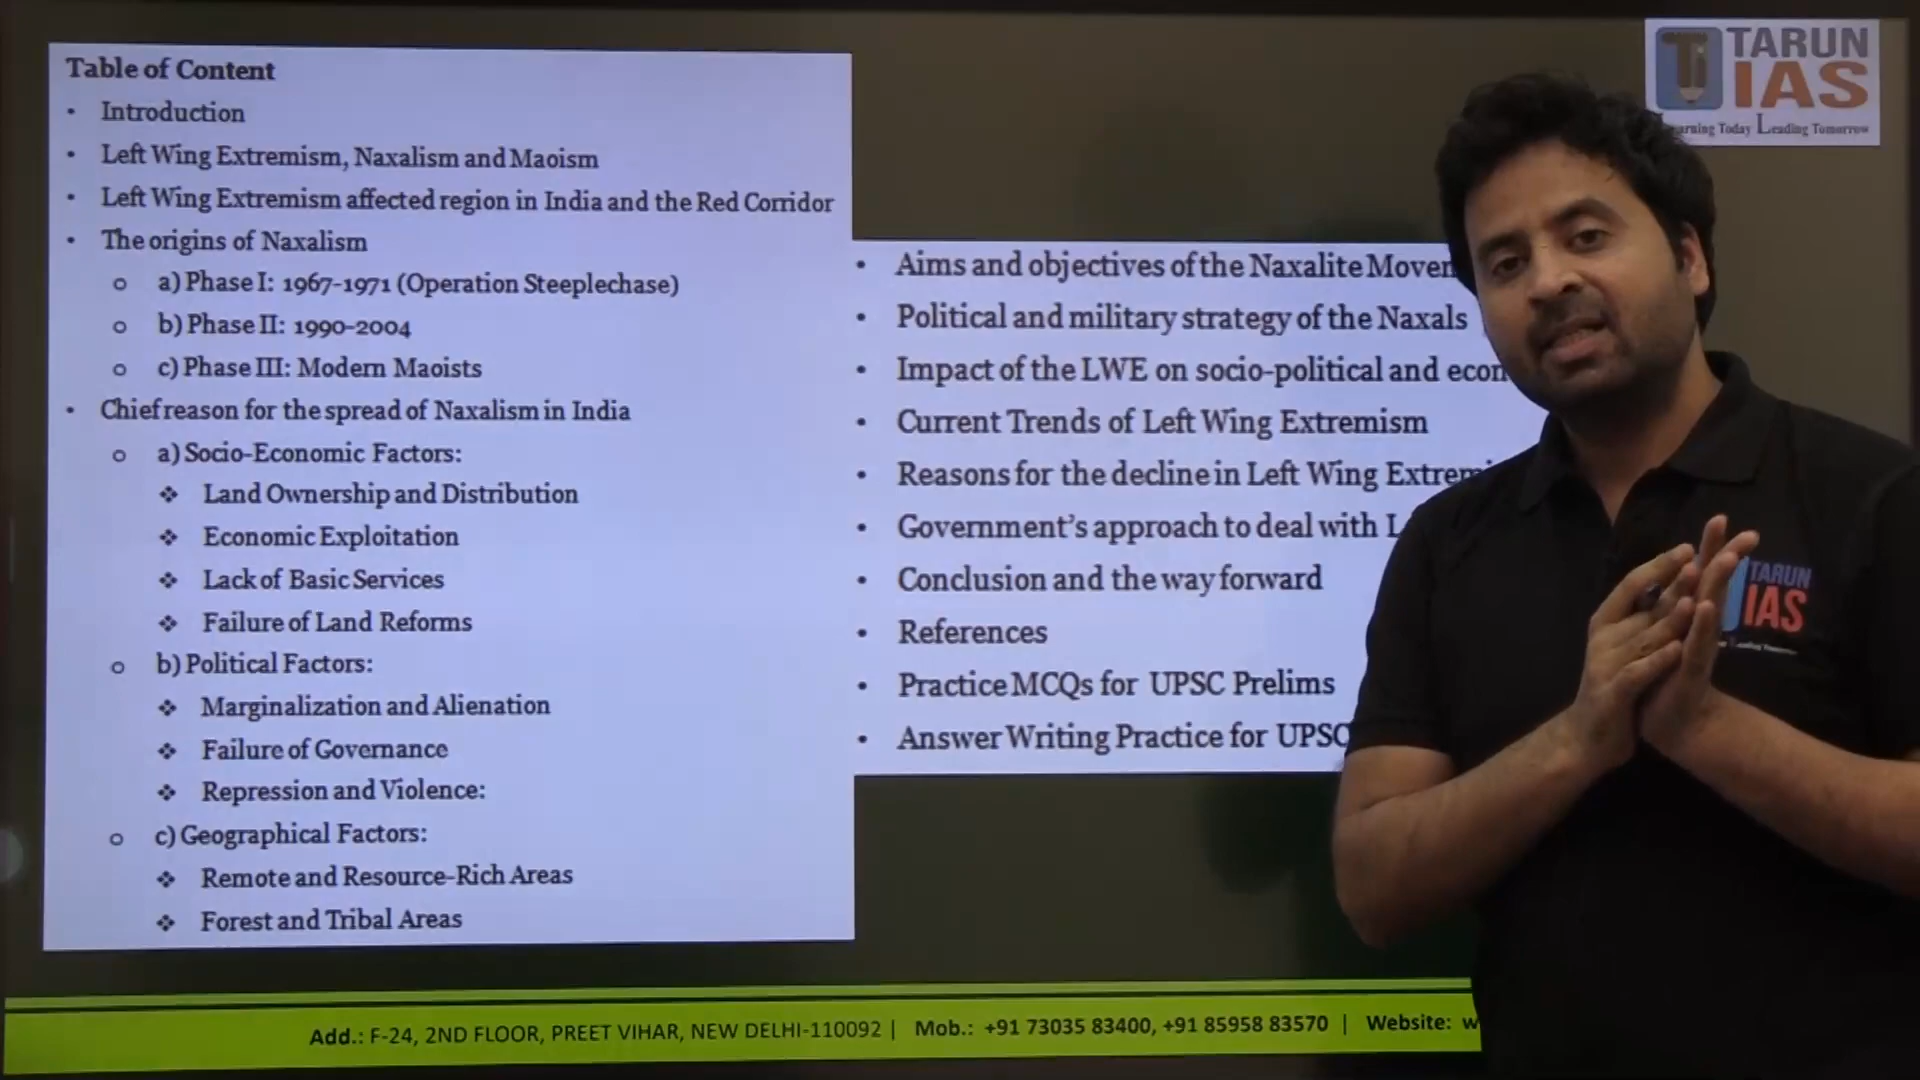 Table of Content
• Introduction
• Left Wing Extremism, Naxalism and Maoism
• Left Wing Extremism affected region in India and the Red Corridor
• The origins of Naxalism
o a) Phase I: 1967-1971 (Operation Steeplechase)
o b) Phase II: 1990-2004
o c) Phase III: Modern Maoists
• Chief reason for the spread of Naxalism in India
o a) Socio-Economic Factors:
❖ Land Ownership and Distribution
❖ Economic Exploitation
❖ Lack of Basic Services
❖ Failure of Land Reforms
o b) Political Factors:
❖ Marginalization and Alienation
❖ Failure of Governance
❖ Repression and Violence:
o c) Geographical Factors:
❖ Remote and Resource-Rich Areas
❖ Forest and Tribal Areas
• Aims and objectives of the Naxalite
• Political and military strategy of the Naxals
• Impact of the LWE on socio-political and
• Current Trends of Left Wing Extremism
• Reasons for the decline in Left Wing
• Government's approach to deal with
• Conclusion and the way forward
• References
• Practice MCQs for UPSC Prelims
• Answer Writing Practice for UPSC
TARUN
IAS
Learning Today Leading Tomorrow
TARUN
IAS
Add.: F-24, 2ND FLOOR, PREET VIHAR, NEW DELHI-110092 | Mob.: +91 73035 83400, +91 85958 83570 | Website: